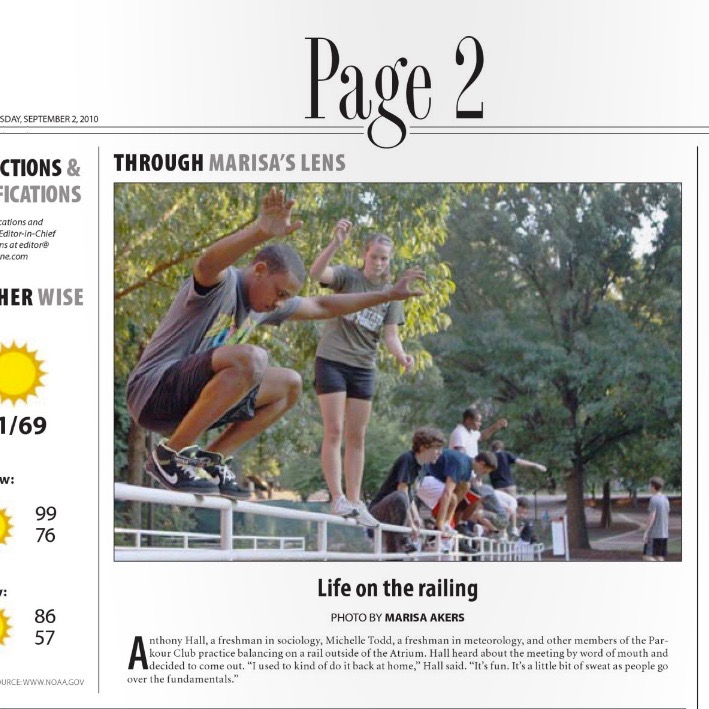 Page 2
SDAY, SEPTEMBER 2, 2010
CTIONS &
FICATIONS
cations and
Editor-in-Chief
ns at editor@
ne.com
HER WISE
1/69
w:
99
76
y:
86
57
OURCE: WWW.NOAA.GOV
THROUGH MARISA'S LENS
Life on the railing
PHOTO BY MARISA AKERS
Anthony Hall, a freshman in sociology, Michelle Todd, a freshman in meteorology, and other members of the Par-
kour Club practice balancing on a rail outside of the Atrium. Hall heard about the meeting by word of mouth and
decided to come out. “I used to kind of do it back at home,” Hall said. “It’s fun. It’s a little bit of sweat as people go
over the fundamentals.”